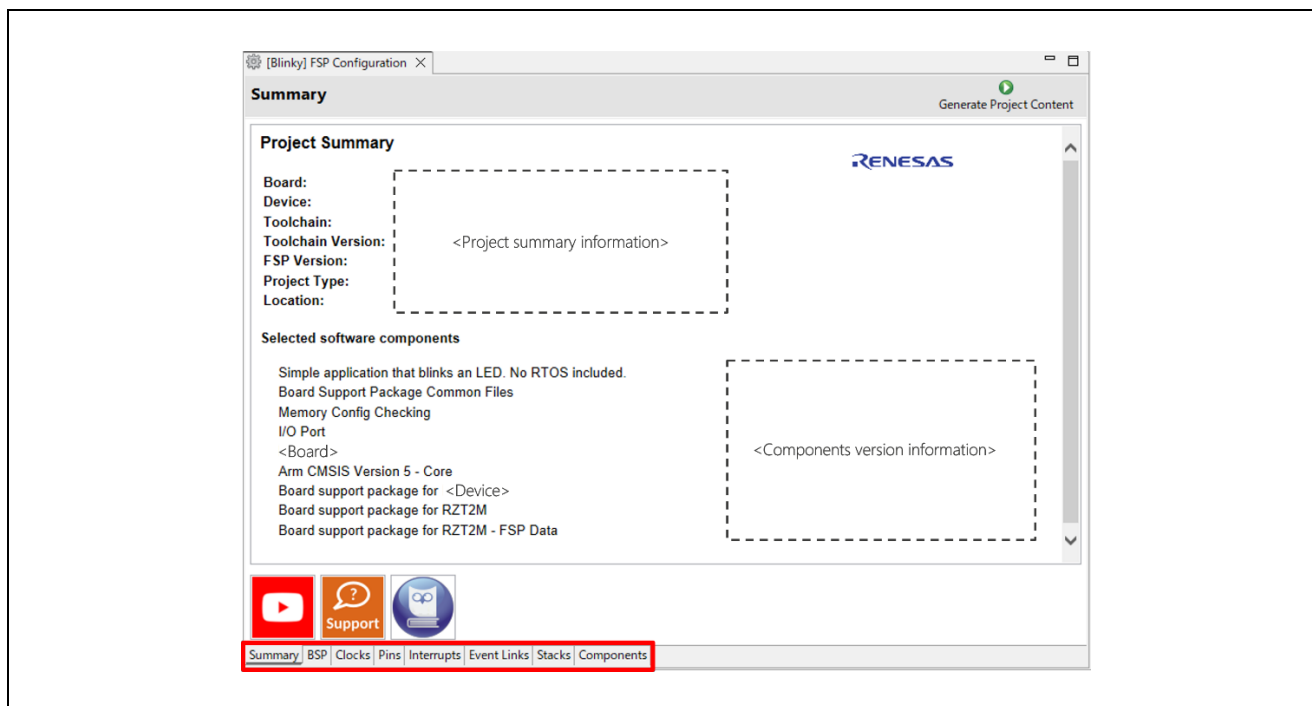 [Blinky] FSP Configuration
Summary
Generate Project Content
Project Summary
RENESAS
Board:
Device:
Toolchain:
Toolchain Version:
FSP Version:
Project Type:
Location:
<Project summary information>
Selected software components
Simple application that blinks an LED. No RTOS included.
Board Support Package Common Files
Memory Config Checking
I/O Port
<Board>
Arm CMSIS Version 5 - Core
Board support package for <Device>
Board support package for RZT2M
Board support package for RZT2M - FSP Data
<Components version information>
?
Support
Summary BSP Clocks Pins Interrupts Event Links Stacks Components